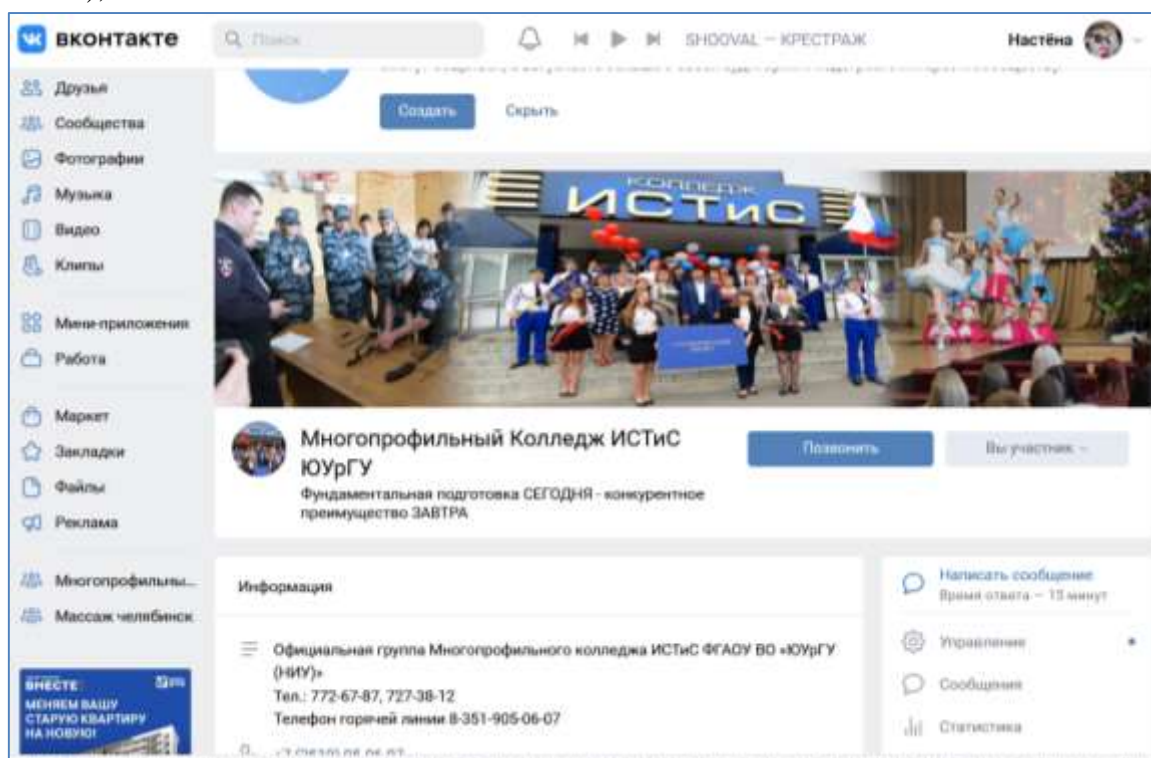 вконтакте
Поиск
SHOOVAL — КРЕСТРАЖ
Настёна
Друзья
Сообщества
Фотографии
Музыка
Видео
Клипы
Мини-приложения
Работа
Маркет
Закладки
Файлы
Реклама
Многопрофильны...
Массаж челябинск
ВМЕСТЕ
МЕНЯЕМ ВАШУ
СТАРУЮ КВАРТИРУ
НА НОВУЮ!
Создать
Скрыть
КОЛЛЕДЖ
ИСТиС
Многопрофильный Колледж ИСТиС
ЮУрГУ
Фундаментальная подготовка СЕГОДНЯ - конкурентное
преимущество ЗАВТРА
Позвонить
Вы участник
Информация
Официальная группа Многопрофильного колледжа ИСТиС ФГАОУ ВО «ЮУрГУ
(НИУ)»
Тел.: 772-67-87, 727-38-12
Телефон горячей линии 8-351-905-06-07
Написать сообщение
Время ответа — 15 минут
Управление
Сообщения
Статистика